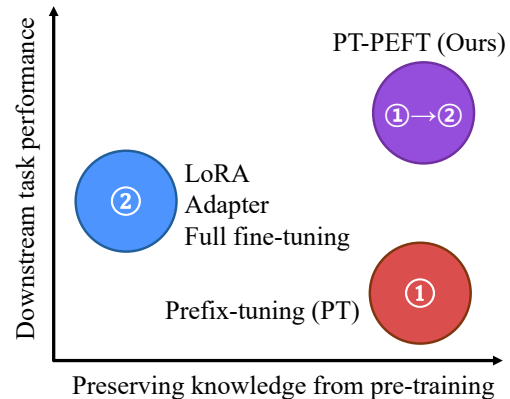 PT-PEFT (Ours)
①→②
②
LoRA
Adapter
Full fine-tuning
Prefix-tuning (PT)
①
Downstream task performance
Preserving knowledge from pre-training